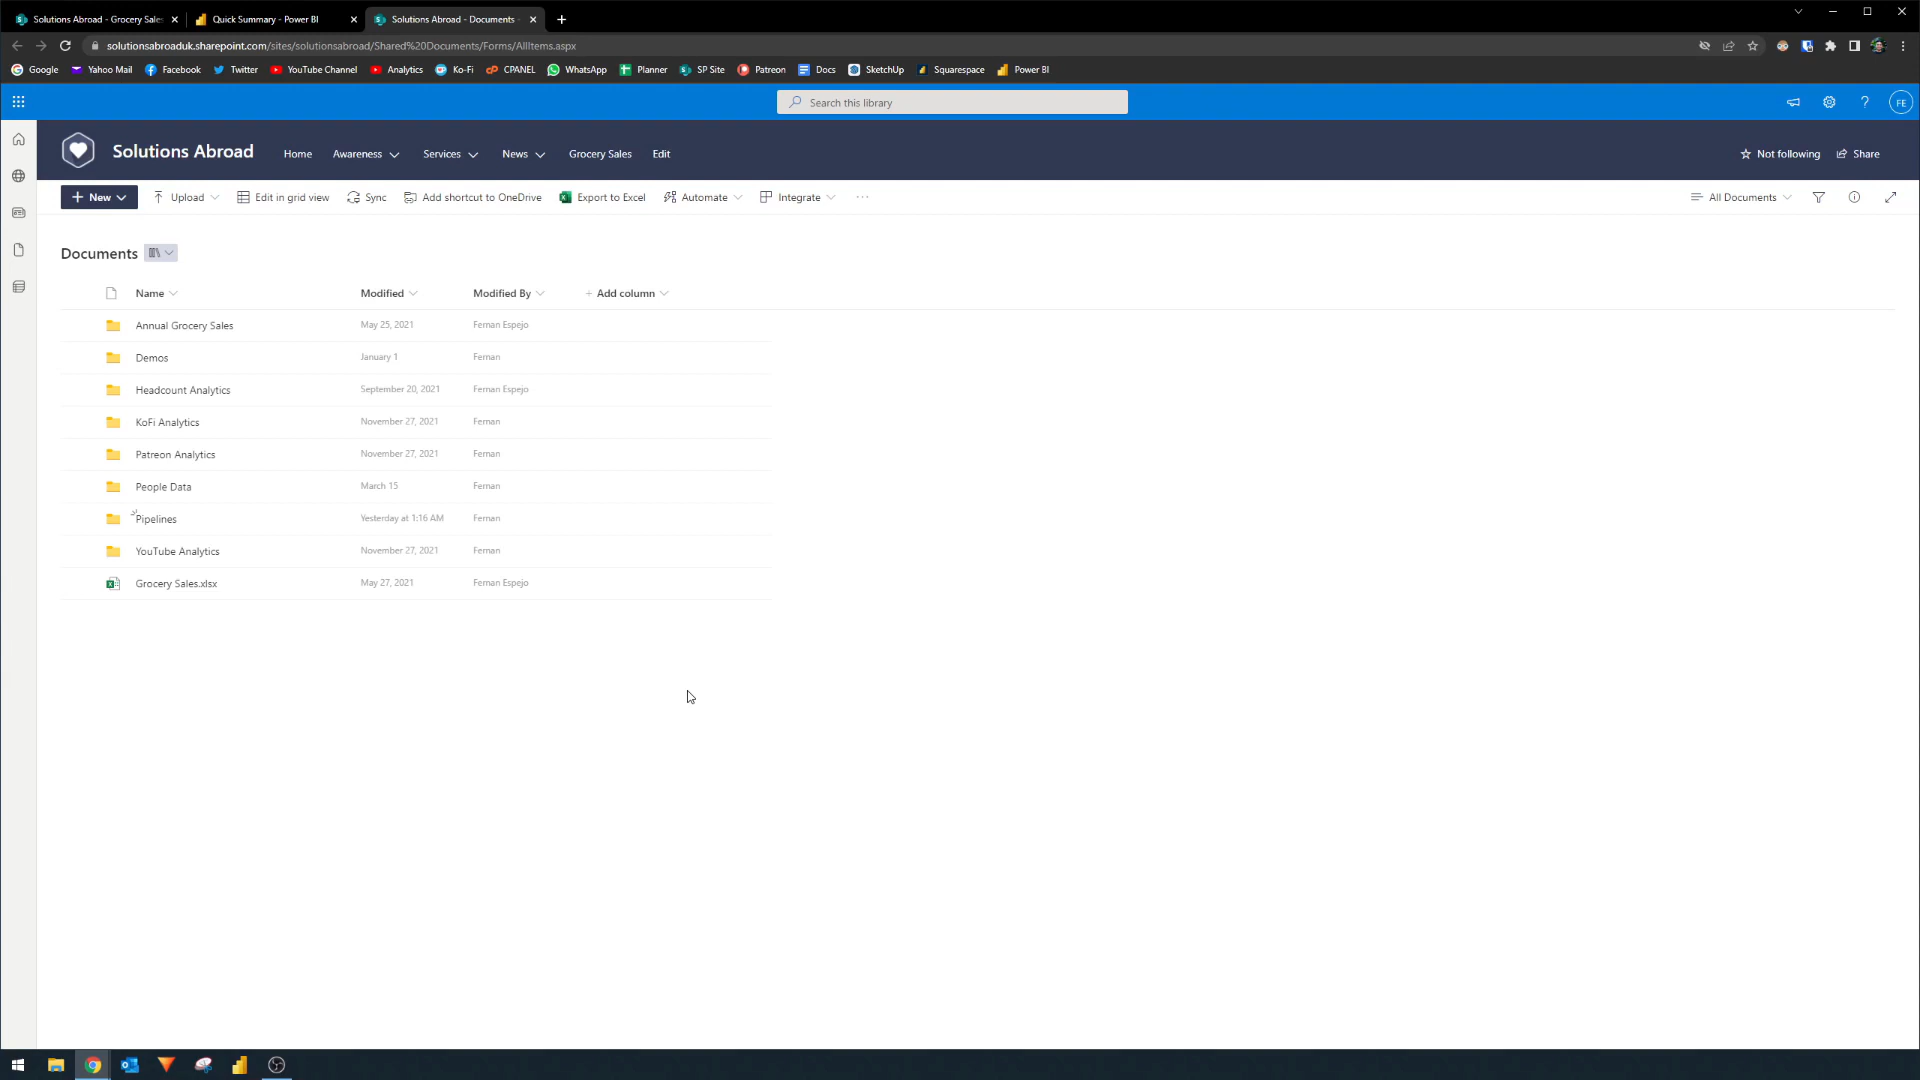 Solutions Abroad - Grocery Sales
Quick Summary - Power BI
Solutions Abroad - Documents -
solutionsabroaduk.sharepoint.com/sites/solutionsabroad/Shared%20Documents/Forms/AllItems.aspx
Google Yahoo Mail Facebook Twitter YouTube Channel Analytics Ko-Fi CPANEL WhatsApp Planner SP Site Patreon Docs SketchUp Squarespace Power BI
Search this library
FE
Solutions Abroad Home Awareness Services News Grocery Sales Edit Not following Share
New Upload Edit in grid view Sync Add shortcut to OneDrive Export to Excel Automate Integrate ... All Documents
Documents
Name Modified Modified By + Add column
Annual Grocery Sales May 25, 2021 Fernan Espejo
Demos January 1 Fernan
Headcount Analytics September 20, 2021 Fernan Espejo
KoFi Analytics November 27, 2021 Fernan
Patreon Analytics November 27, 2021 Fernan
People Data March 15 Fernan
Pipelines Yesterday at 1:16 AM Fernan
YouTube Analytics November 27, 2021 Fernan
Grocery Sales.xlsx May 27, 2021 Fernan Espejo